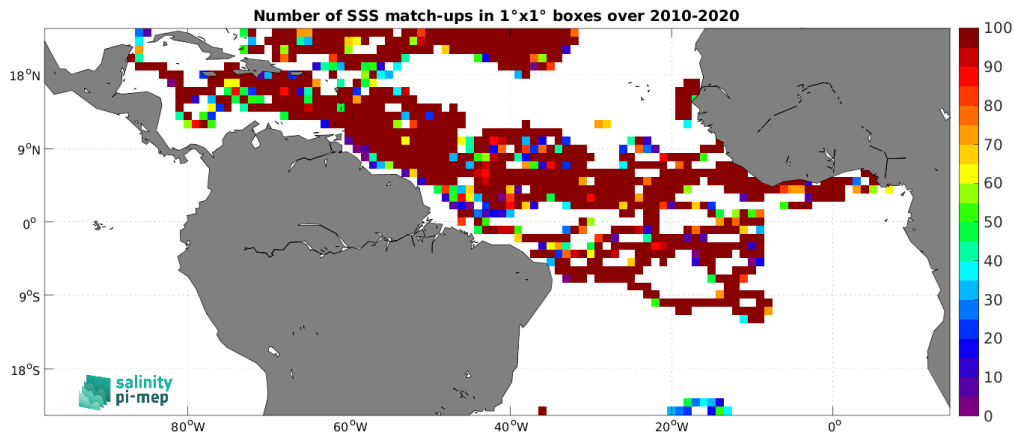 Number of SSS match-ups in 1°x1° boxes over 2010-2020
100
90
80
70
60
50
40
30
20
10
0
18°N
9°N
0°
9°S
18°S
80°W
60°W
40°W
20°W
0°
salinity
pi-mep